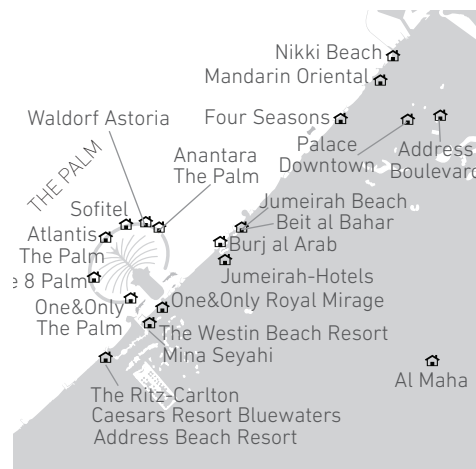 Nikki Beach
Mandarin Oriental
Waldorf Astoria
Four Seasons
Palace
Downtown
Address
Boulevard
THE PALM
Anantara
The Palm
Sofitel
Jumeirah Beach
Beit al Bahar
Atlantis
The Palm
Burj al Arab
8 Palm
Jumeirah-Hotels
One&Only
The Palm
One&Only Royal Mirage
The Westin Beach Resort
Mina Seyahi
Al Maha
The Ritz-Carlton
Caesars Resort Bluewaters
Address Beach Resort